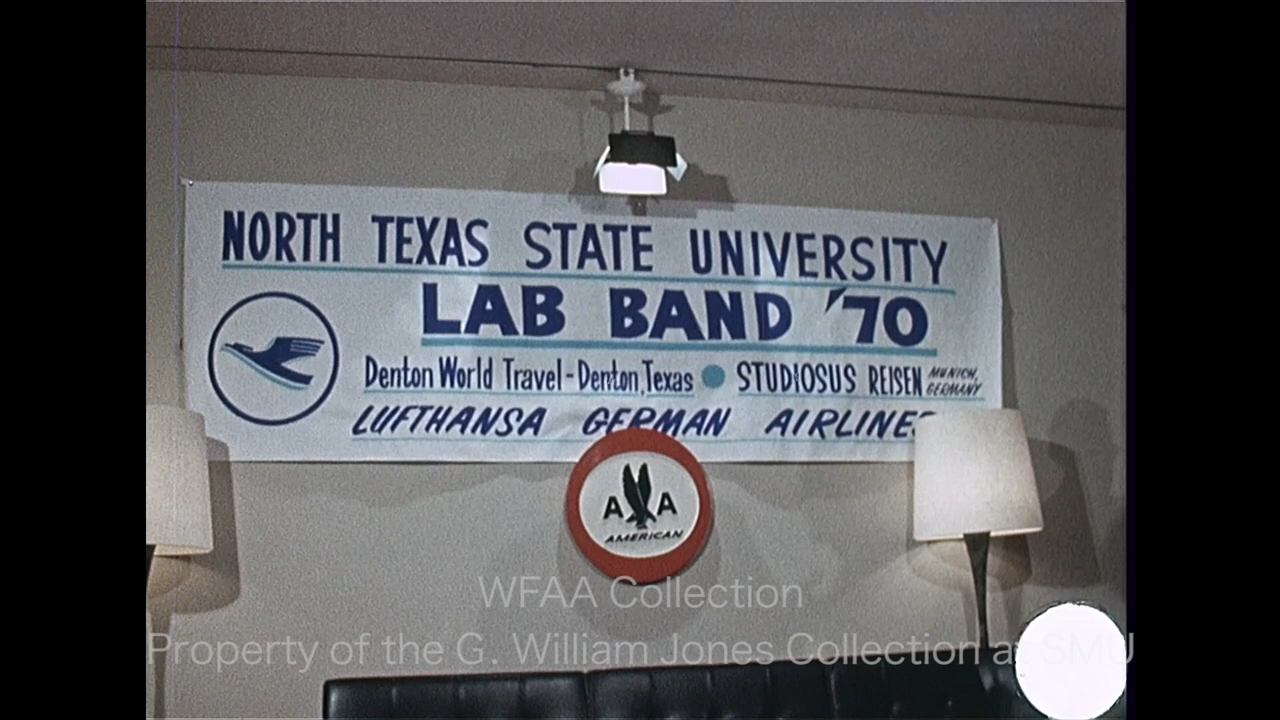 NORTH TEXAS STATE UNIVERSITY
LAB BAND '70
Denton World Travel - Denton, Texas • STUDIOSUS REISEN MUNICH, GERMANY
LUFTHANSA GERMAN AIRLINES
A A
AMERICAN
WFAA Collection
Property of the G. William Jones Collection at SMU